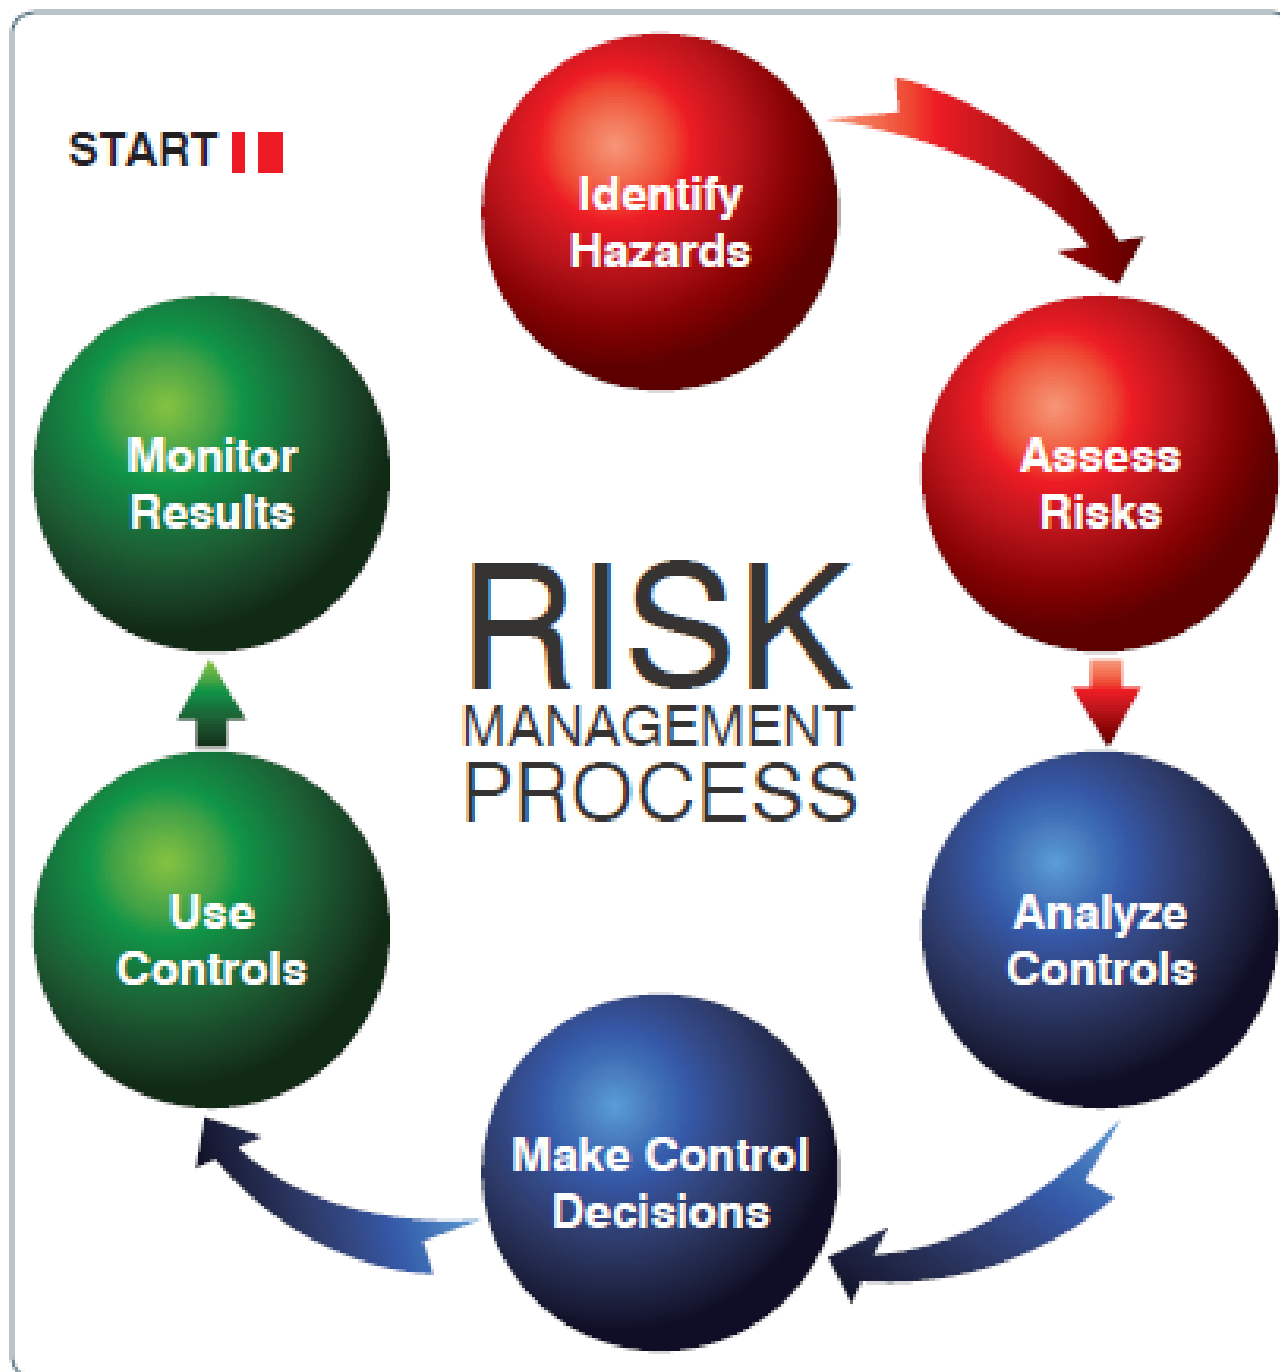 START
Identify
Hazards
Assess
Risks
Analyze
Controls
Make Control
Decisions
Use
Controls
Monitor
Results
RISK
MANAGEMENT
PROCESS